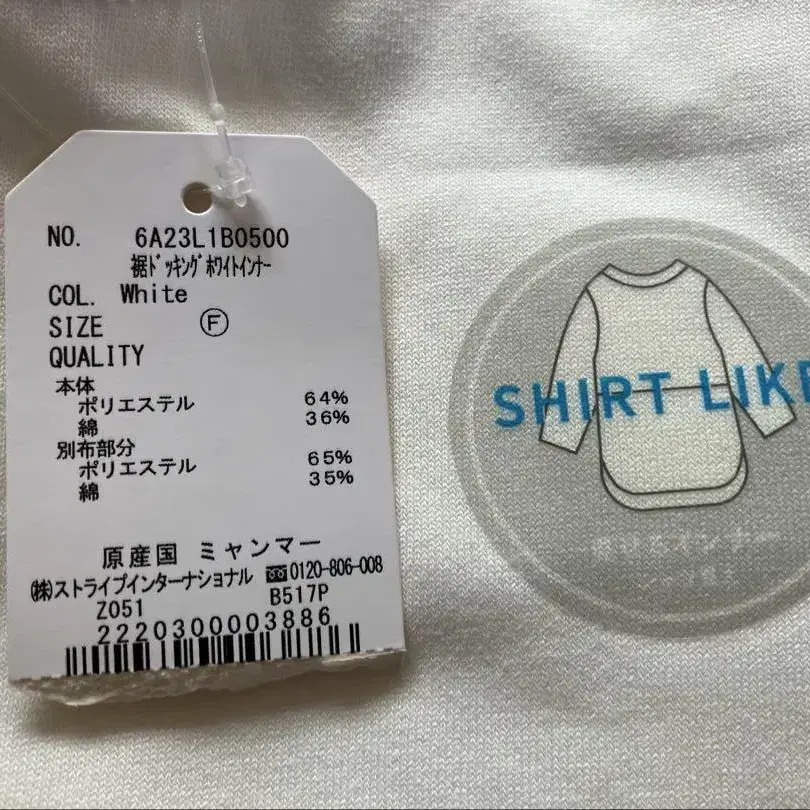 NO. 6A23L1B0500
裾ﾄﾞｯｷﾝｸﾞﾎﾜｲﾄｲﾝﾅｰ
COL. White
SIZE Ⓕ
QUALITY
本体
ポリエステル 64%
綿 36%
別布部分
ポリエステル 65%
綿 35%
原産国 ミャンマー
㈱ストライプインターナショナル 0120-806-008
Z051 B517P
2220300003886
SHIRT LIKE